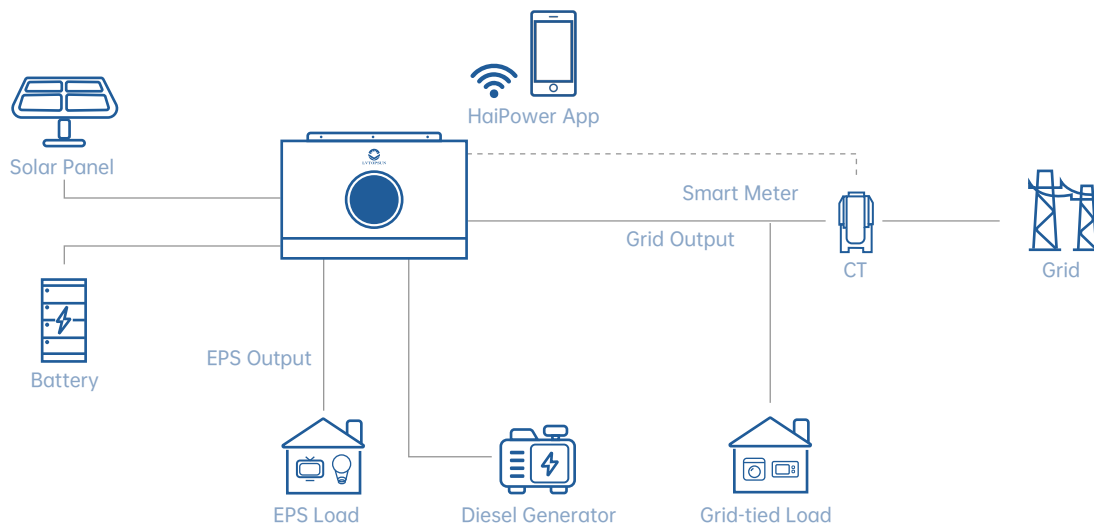 HaiPower App
Solar Panel
LVTOPSUN
Smart Meter
Grid Output
CT
Grid
EPS Output
Battery
EPS Load
Diesel Generator
Grid-tied Load